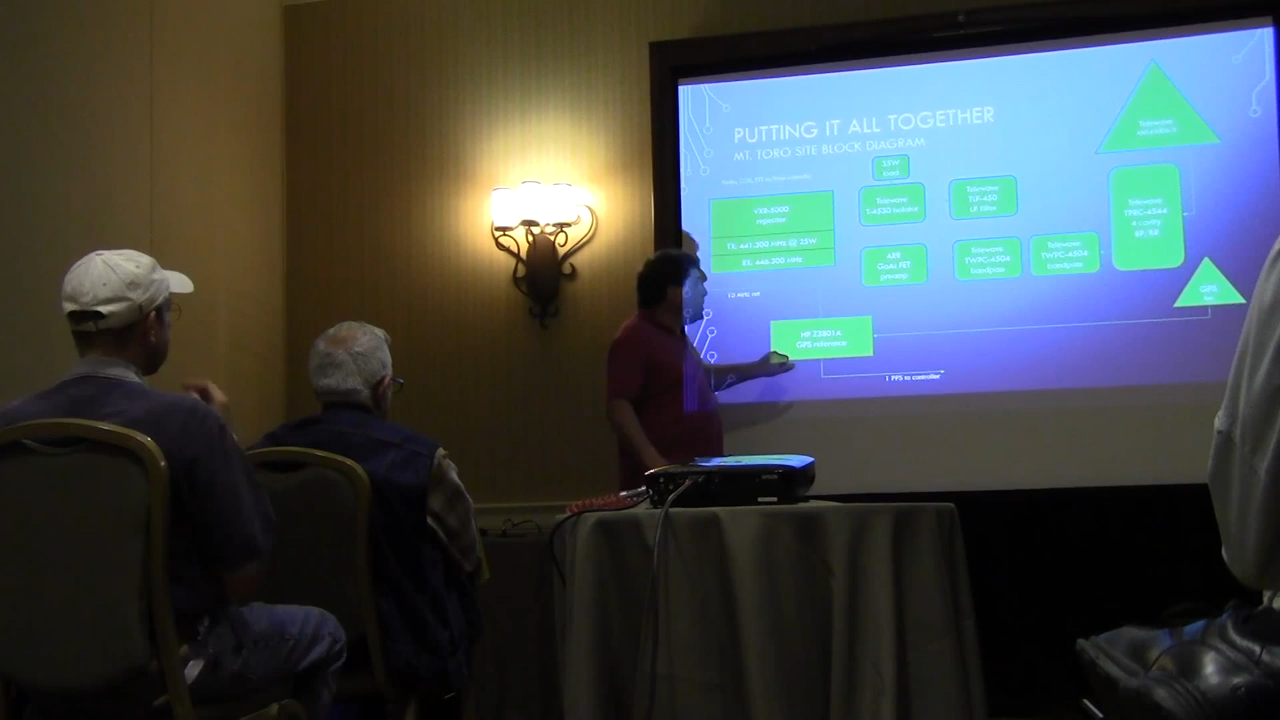 PUTTING IT ALL TOGETHER
MT. TORO SITE BLOCK DIAGRAM
VXR-5000
repeater
TX: 441.300 MHz @ 25W
RX: 446.300 MHz
25W
load
Telewave
T-4530 isolator
Telewave
TLF-450
LP filter
ARR
GaAs FET
preamp
Telewave
TWPC-4504
bandpass
Telewave
TWPC-4504
bandpass
Telewave
TPRC-4544
4 cavity
BP/BR
Telewave
GPS
HP Z3801A
GPS reference
10 MHz ref
1 PPS to controller
EPSON